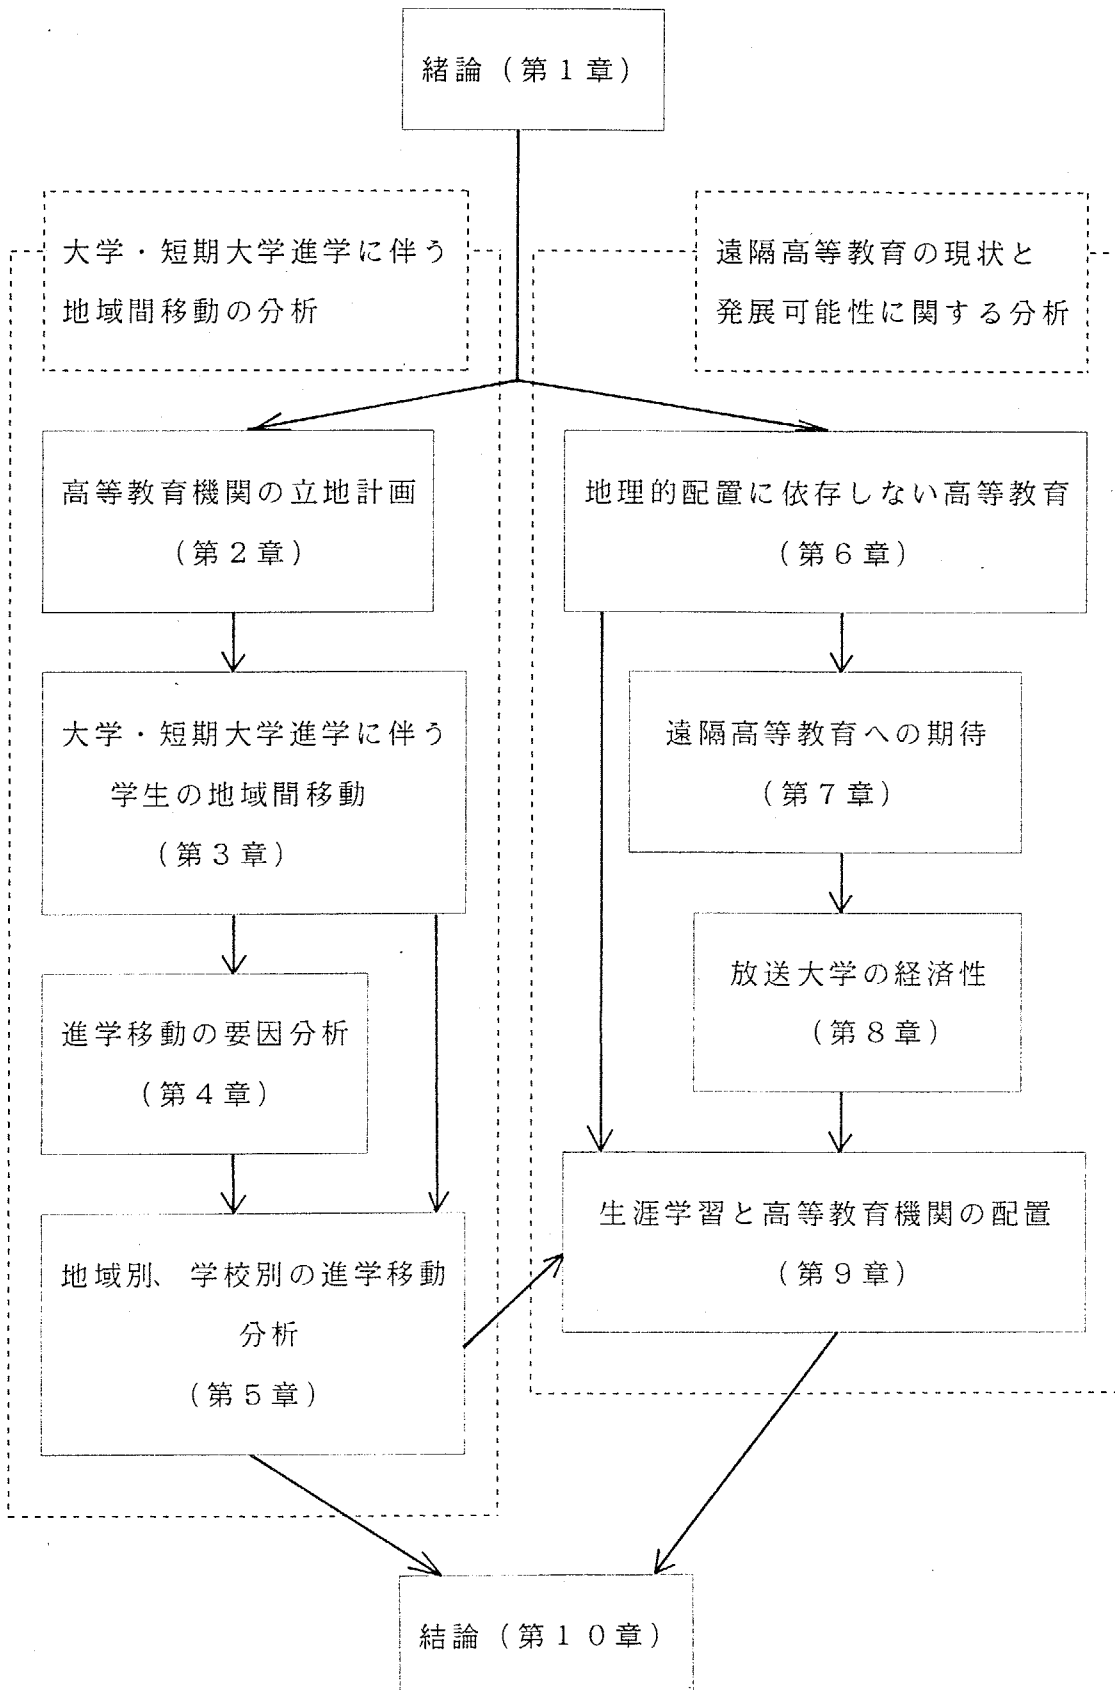 緒論（第１章）
大学・短期大学進学に伴う
地域間移動の分析
遠隔高等教育の現状と
発展可能性に関する分析
高等教育機関の立地計画
（第２章）
大学・短期大学進学に伴う
学生の地域間移動
（第３章）
進学移動の要因分析
（第４章）
地域別、学校別の進学移動
分析
（第５章）
地理的配置に依存しない高等教育
（第６章）
遠隔高等教育への期待
（第７章）
放送大学の経済性
（第８章）
生涯学習と高等教育機関の配置
（第９章）
結論（第１０章）